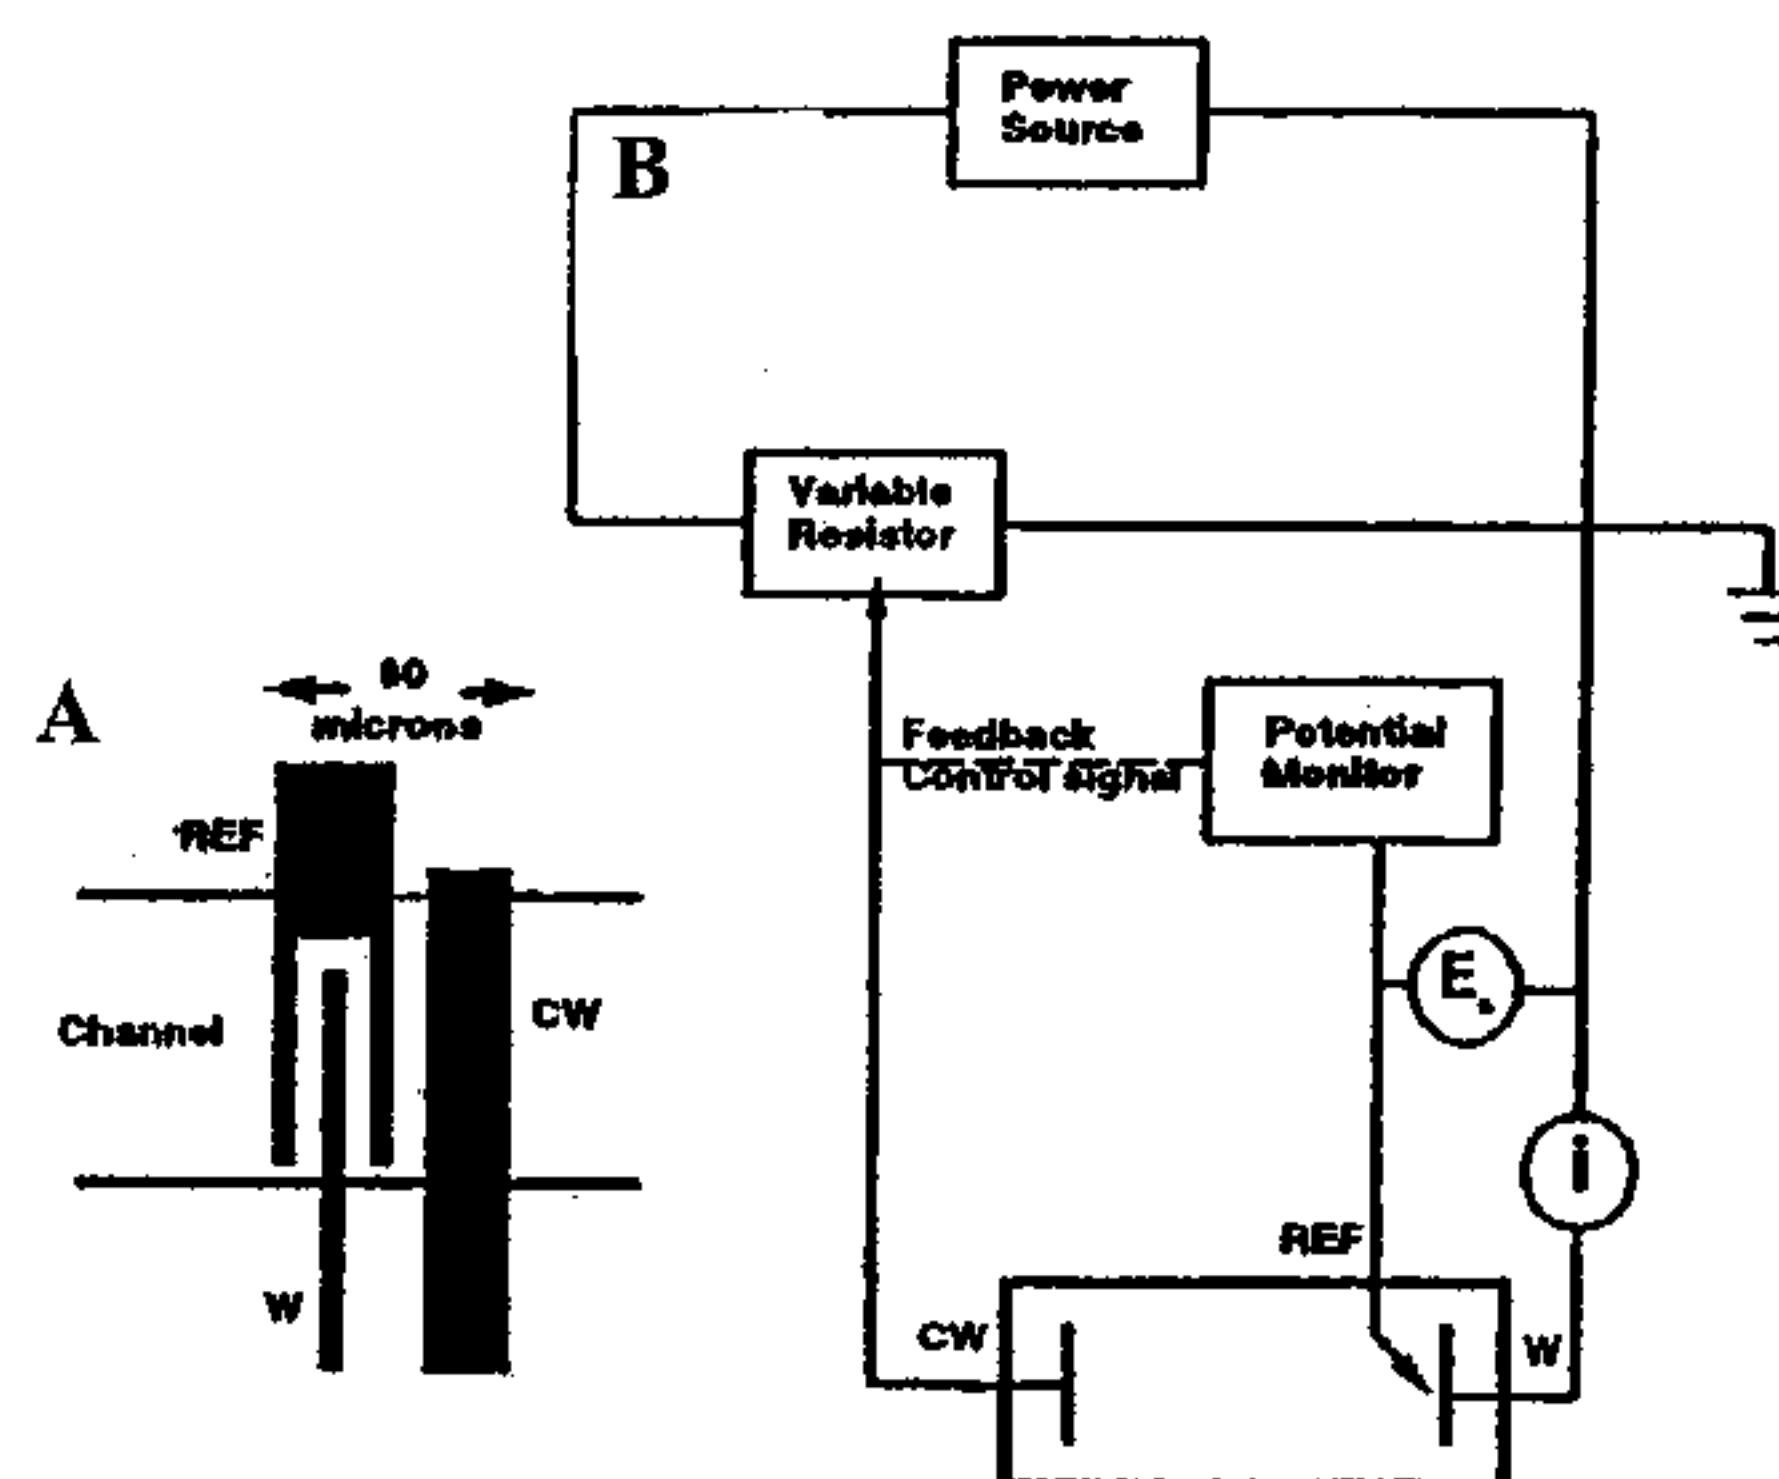 Power
Source
B
Variable
Resistor
A
microns
Feedback
Control signal
Potential
Monitor
REF
E.
Channel
CW
i
REF
W
CW
W